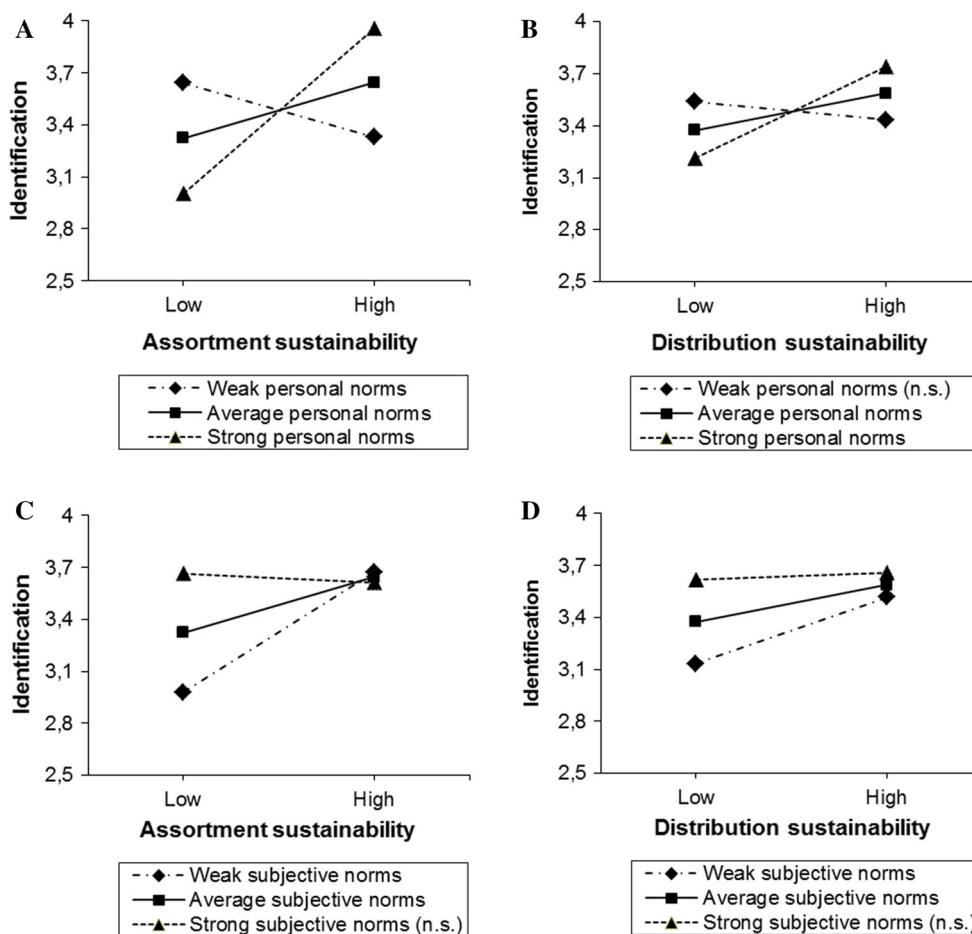 A
Identification
4
3,7
3,4
3,1
2,8
2,5
Low High
Assortment sustainability
Weak personal norms
Average personal norms
Strong personal norms
B
Identification
4
3,7
3,4
3,1
2,8
2,5
Low High
Distribution sustainability
Weak personal norms (n.s.)
Average personal norms
Strong personal norms
C
Identification
4
3,7
3,4
3,1
2,8
2,5
Low High
Assortment sustainability
Weak subjective norms
Average subjective norms
Strong subjective norms (n.s.)
D
Identification
4
3,7
3,4
3,1
2,8
2,5
Low High
Distribution sustainability
Weak subjective norms
Average subjective norms
Strong subjective norms (n.s.)